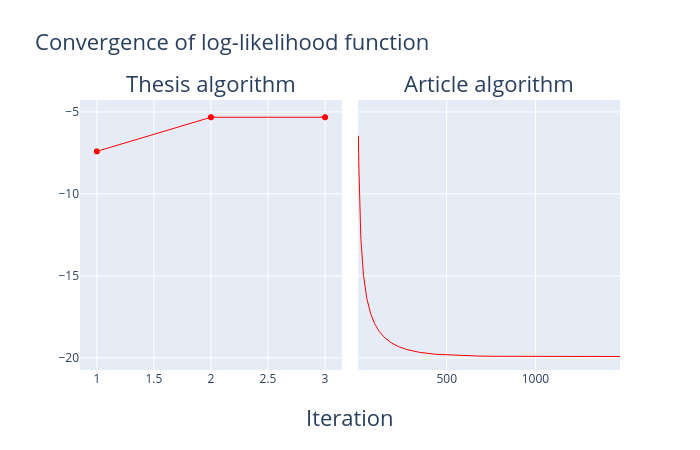 Convergence of log-likelihood function
Thesis algorithm
Article algorithm
−5
−10
−15
−20
1
1.5
2
2.5
3
500
1000
Iteration